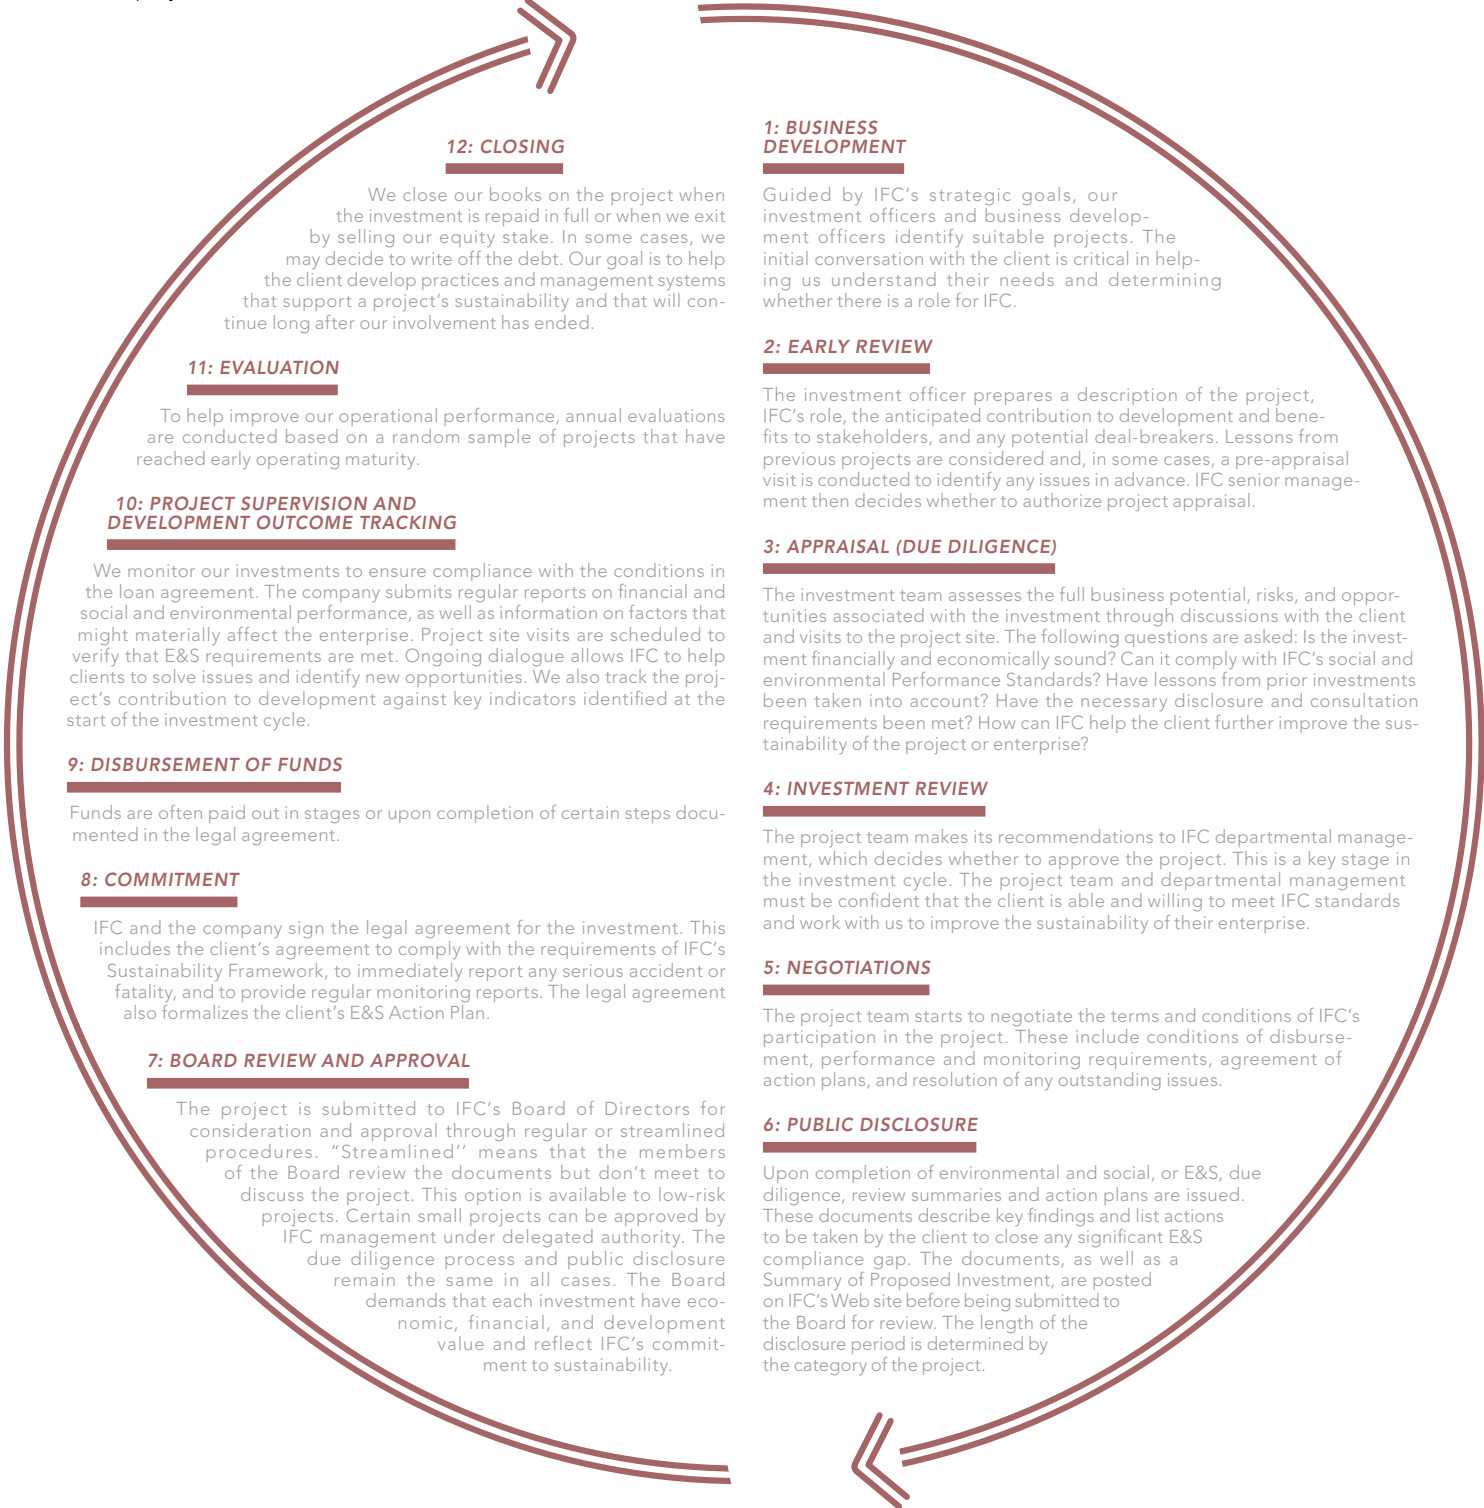 1: BUSINESS
DEVELOPMENT
Guided by IFC's strategic goals, our
investment officers and business develop-
ment officers identify suitable projects. The
initial conversation with the client is critical in help-
ing us understand their needs and determining
whether there is a role for IFC.
2: EARLY REVIEW
The investment officer prepares a description of the project,
IFC's role, the anticipated contribution to development and bene-
fits to stakeholders, and any potential deal-breakers. Lessons from
previous projects are considered and, in some cases, a pre-appraisal
visit is conducted to identify any issues in advance. IFC senior manage-
ment then decides whether to authorize project appraisal.
3: APPRAISAL (DUE DILIGENCE)
The investment team assesses the full business potential, risks, and oppor-
tunities associated with the investment through discussions with the client
and visits to the project site. The following questions are asked: Is the invest-
ment financially and economically sound? Can it comply with IFC's social and
environmental Performance Standards? Have lessons from prior investments
been taken into account? Have the necessary disclosure and consultation
requirements been met? How can IFC help the client further improve the sus-
tainability of the project or enterprise?
4: INVESTMENT REVIEW
The project team makes its recommendations to IFC departmental manage-
ment, which decides whether to approve the project. This is a key stage in
the investment cycle. The project team and departmental management
must be confident that the client is able and willing to meet IFC standards
and work with us to improve the sustainability of their enterprise.
5: NEGOTIATIONS
The project team starts to negotiate the terms and conditions of IFC's
participation in the project. These include conditions of disburse-
ment, performance and monitoring requirements, agreement of
action plans, and resolution of any outstanding issues.
6: PUBLIC DISCLOSURE
Upon completion of environmental and social, or E&S, due
diligence, review summaries and action plans are issued.
These documents describe key findings and list actions
to be taken by the client to close any significant E&S
compliance gap. The documents, as well as a
Summary of Proposed Investment, are posted
on IFC's Web site before being submitted to
the Board for review. The length of the
disclosure period is determined by
the category of the project.
7: BOARD REVIEW AND APPROVAL
The project is submitted to IFC's Board of Directors for
consideration and approval through regular or streamlined
procedures. "Streamlined'' means that the members
of the Board review the documents but don't meet to
discuss the project. This option is available to low-risk
projects. Certain small projects can be approved by
IFC management under delegated authority. The
due diligence process and public disclosure
remain the same in all cases. The Board
demands that each investment have eco-
nomic, financial, and development
value and reflect IFC's commit-
ment to sustainability.
8: COMMITMENT
IFC and the company sign the legal agreement for the investment. This
includes the client's agreement to comply with the requirements of IFC's
Sustainability Framework, to immediately report any serious accident or
fatality, and to provide regular monitoring reports. The legal agreement
also formalizes the client's E&S Action Plan.
9: DISBURSEMENT OF FUNDS
Funds are often paid out in stages or upon completion of certain steps docu-
mented in the legal agreement.
10: PROJECT SUPERVISION AND
DEVELOPMENT OUTCOME TRACKING
We monitor our investments to ensure compliance with the conditions in
the loan agreement. The company submits regular reports on financial and
social and environmental performance, as well as information on factors that
might materially affect the enterprise. Project site visits are scheduled to
verify that E&S requirements are met. Ongoing dialogue allows IFC to help
clients to solve issues and identify new opportunities. We also track the proj-
ect's contribution to development against key indicators identified at the
start of the investment cycle.
11: EVALUATION
To help improve our operational performance, annual evaluations
are conducted based on a random sample of projects that have
reached early operating maturity.
12: CLOSING
We close our books on the project when
the investment is repaid in full or when we exit
by selling our equity stake. In some cases, we
may decide to write off the debt. Our goal is to help
the client develop practices and management systems
that support a project's sustainability and that will con-
tinue long after our involvement has ended.